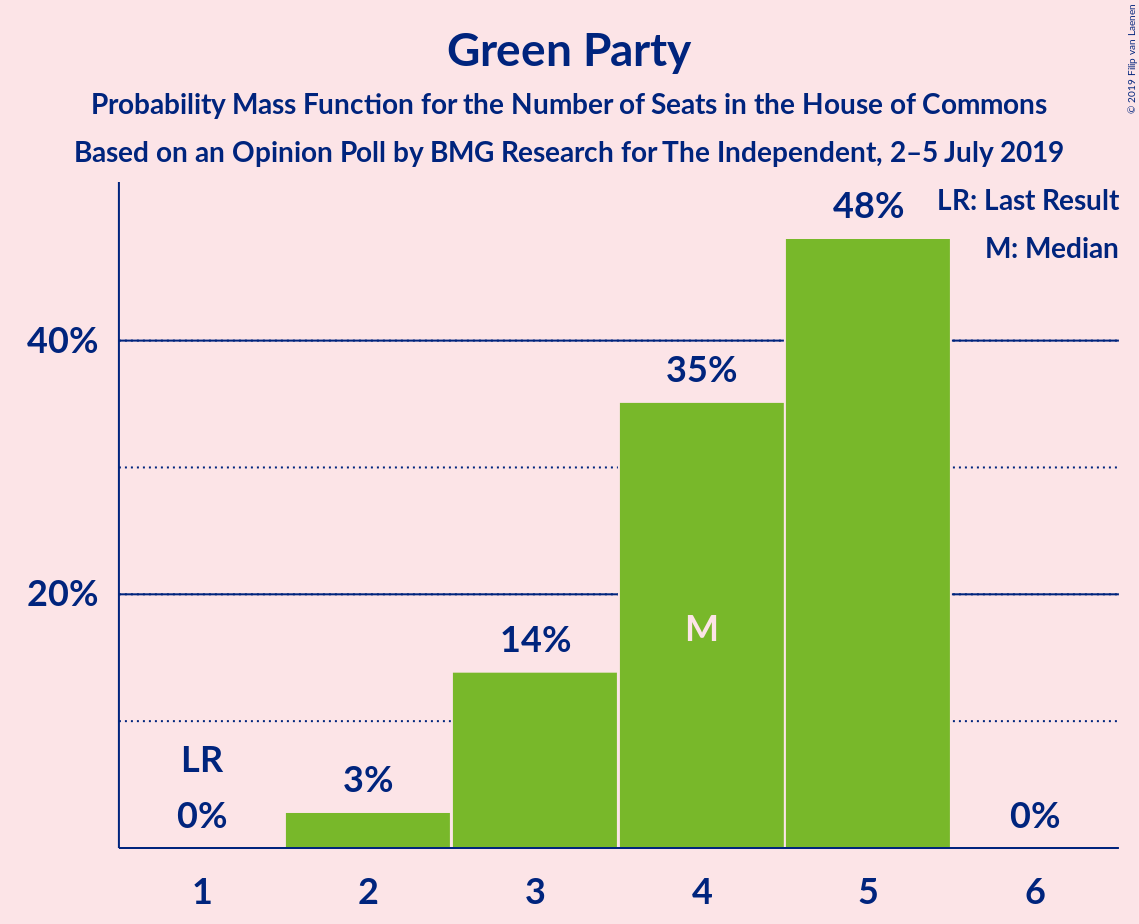 Green Party
Probability Mass Function for the Number of Seats in the House of Commons
Based on an Opinion Poll by BMG Research for The Independent, 2–5 July 2019
© 2019 Filip van Laenen
LR: Last Result
M: Median
48%
40%
35%
20%
M
14%
LR
3%
0%
0%
1 2 3 4 5 6